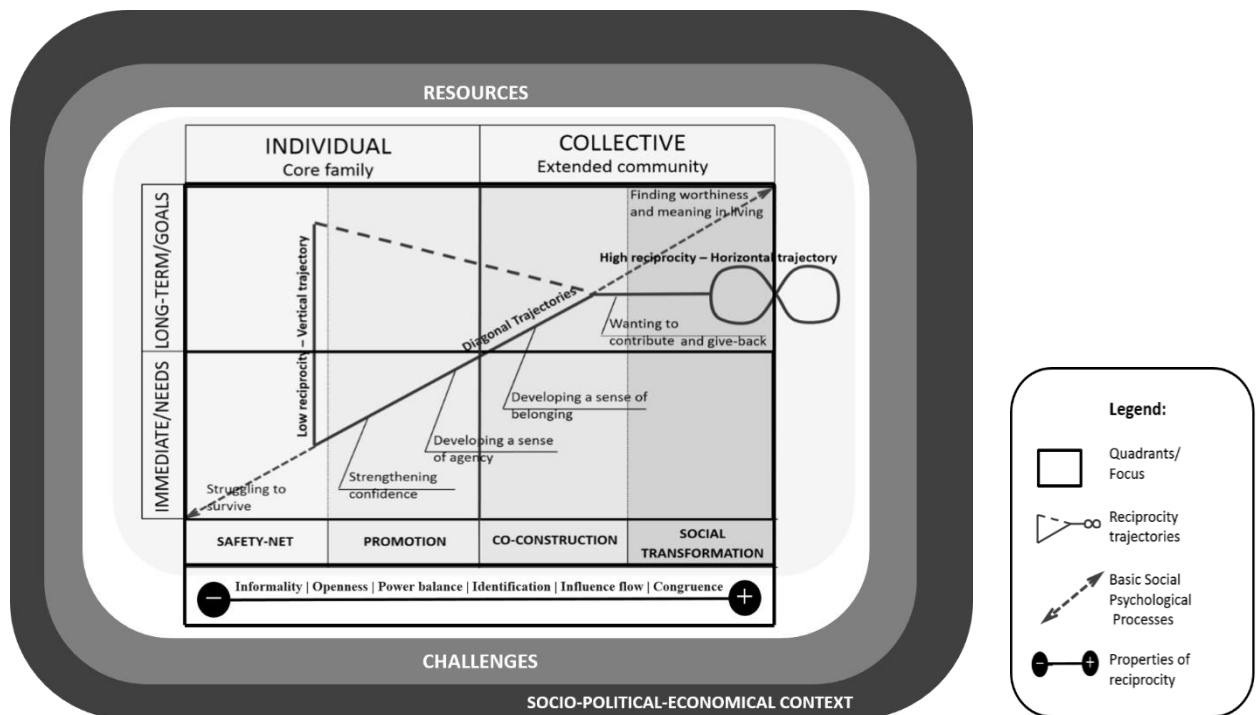 RESOURCES
INDIVIDUAL
Core family
COLLECTIVE
Extended community
LONG-TERM/GOALS
IMMEDIATE/NEEDS
Finding worthiness
and meaning in living
High reciprocity – Horizontal trajectory
Low reciprocity – Vertical trajectory
Diagonal Trajectories
Wanting to
contribute and give-back
Developing a sense of
belonging
Developing a sense
of agency
Strengthening
confidence
Struggling to
survive
SAFETY-NET
PROMOTION
CO-CONSTRUCTION
SOCIAL
TRANSFORMATION
Informality | Openness | Power balance | Identification | Influence flow | Congruence
− +
CHALLENGES
SOCIO-POLITICAL-ECONOMICAL CONTEXT
Legend:
Quadrants/
Focus
Reciprocity
trajectories
Basic Social
Psychological
Processes
− +
Properties of
reciprocity